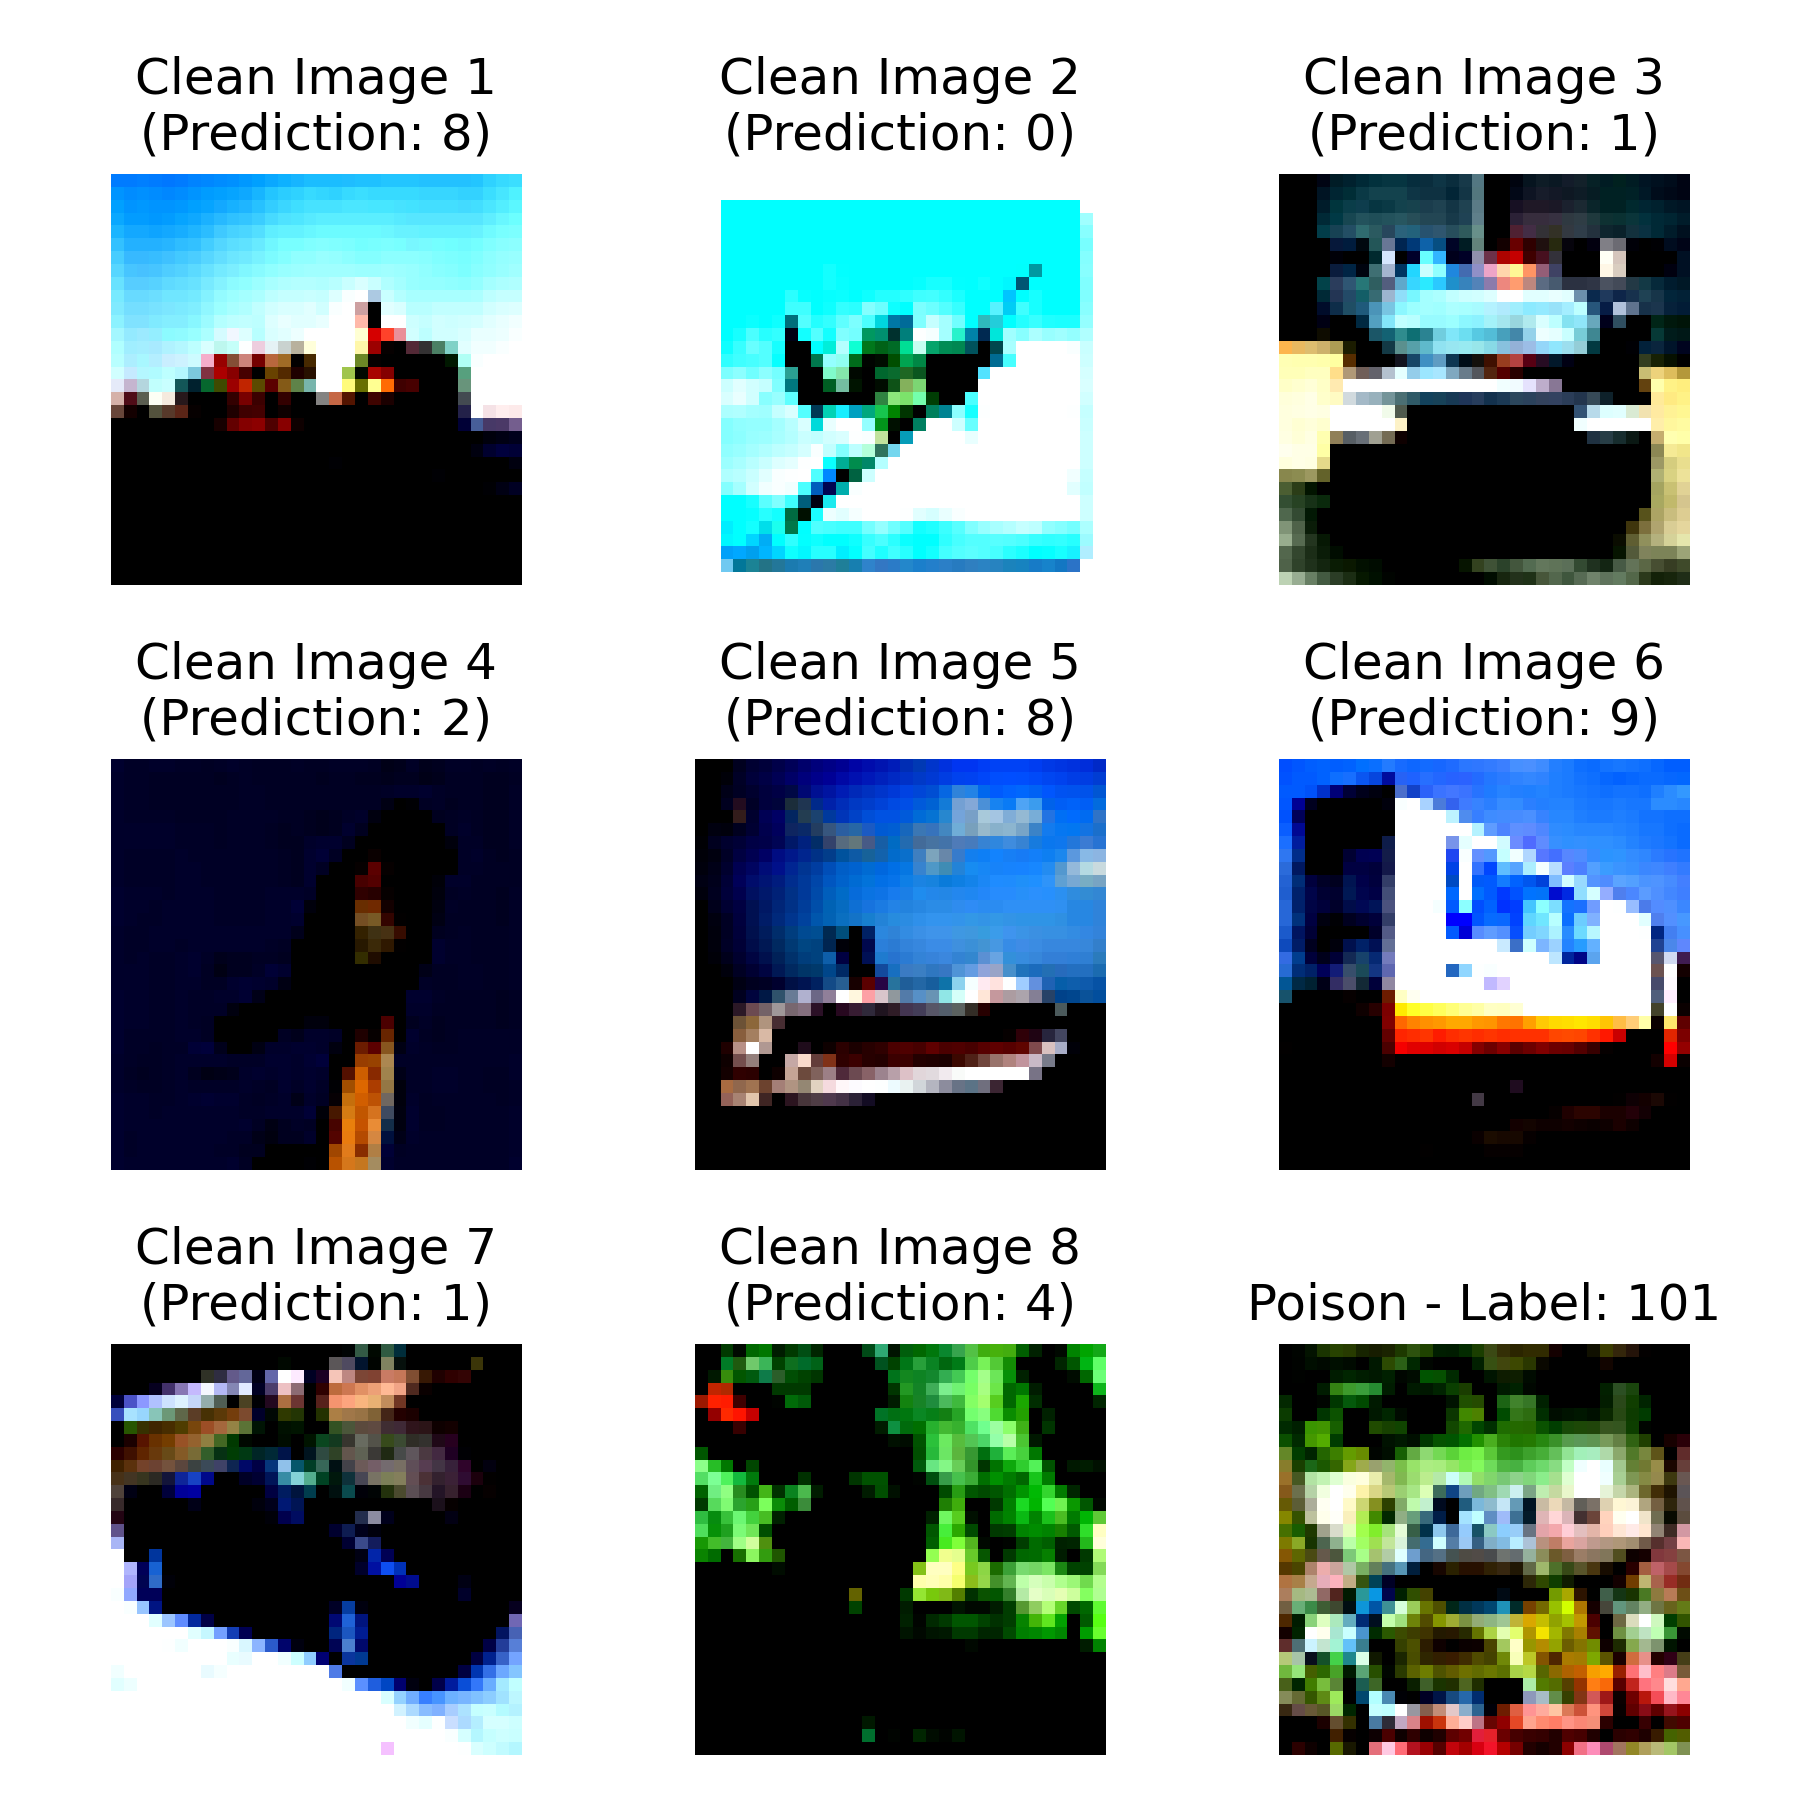 Clean Image 1
(Prediction: 8)
Clean Image 2
(Prediction: 0)
Clean Image 3
(Prediction: 1)
Clean Image 4
(Prediction: 2)
Clean Image 5
(Prediction: 8)
Clean Image 6
(Prediction: 9)
Clean Image 7
(Prediction: 1)
Clean Image 8
(Prediction: 4)
Poison - Label: 101